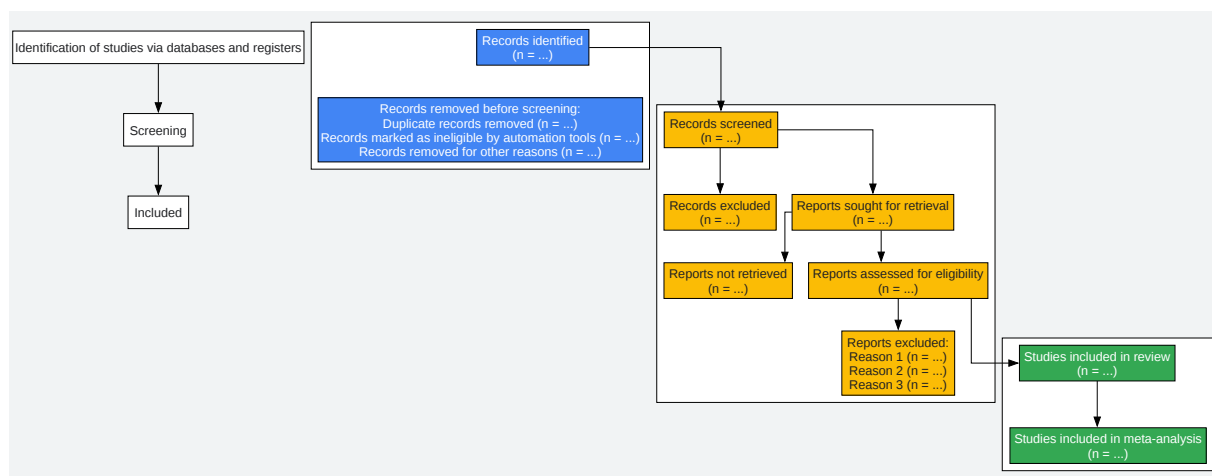 Identification of studies via databases and registers
Screening
Included
Records identified
(n = ...)
Records removed before screening:
Duplicate records removed (n = ...)
Records marked as ineligible by automation tools (n = ...)
Records removed for other reasons (n = ...)
Records screened
(n = ...)
Records excluded
(n = ...)
Reports sought for retrieval
(n = ...)
Reports not retrieved
(n = ...)
Reports assessed for eligibility
(n = ...)
Reports excluded:
Reason 1 (n = ...)
Reason 2 (n = ...)
Reason 3 (n = ...)
Studies included in review
(n = ...)
Studies included in meta-analysis
(n = ...)